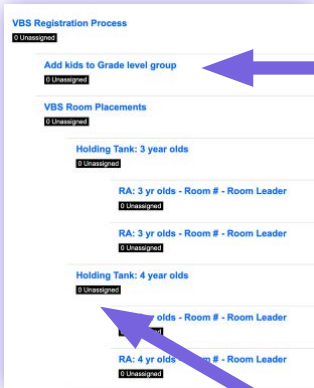 VBS Registration Process
0 Unassigned
Add kids to Grade level group
0 Unassigned
VBS Room Placements
0 Unassigned
Holding Tank: 3 year olds
0 Unassigned
RA: 3 yr olds - Room # - Room Leader
0 Unassigned
RA: 3 yr olds - Room # - Room Leader
0 Unassigned
Holding Tank: 4 year olds
0 Unassigned
olds - Room # - Room Leader
RA: 4 yr olds # - Room Leader
0 Unassigned